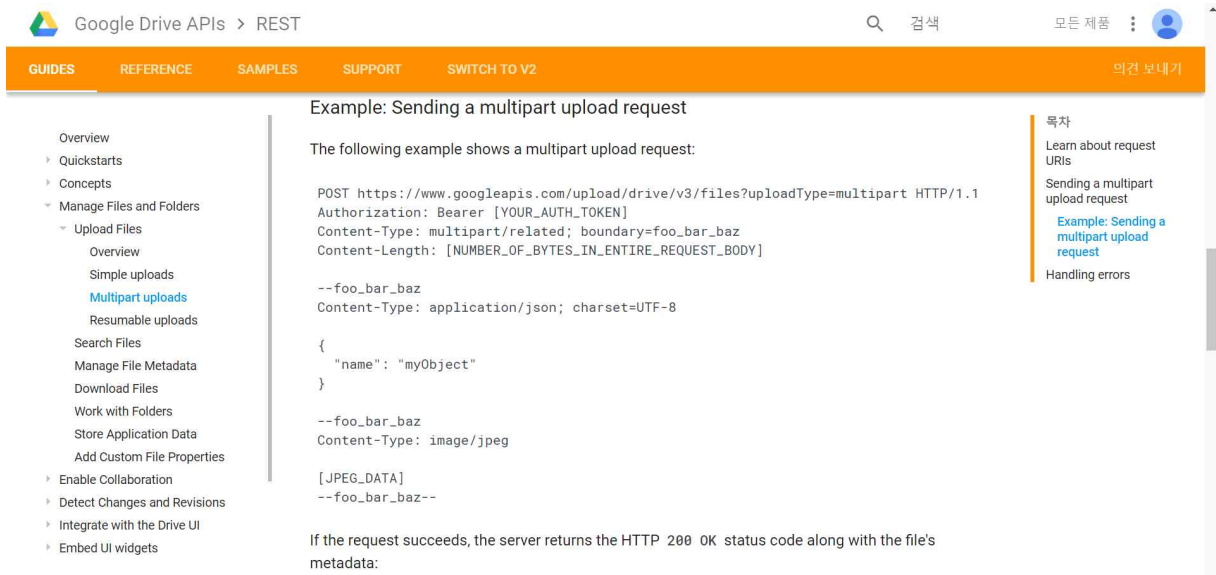 Google Drive APIs > REST
검색
모든 제품
GUIDES REFERENCE SAMPLES SUPPORT SWITCH TO V2 의견 보내기
Overview
Quickstarts
Concepts
Manage Files and Folders
Upload Files
Overview
Simple uploads
Multipart uploads
Resumable uploads
Search Files
Manage File Metadata
Download Files
Work with Folders
Store Application Data
Add Custom File Properties
Enable Collaboration
Detect Changes and Revisions
Integrate with the Drive UI
Embed UI widgets
Example: Sending a multipart upload request
The following example shows a multipart upload request:
POST https://www.googleapis.com/upload/drive/v3/files?uploadType=multipart HTTP/1.1
Authorization: Bearer [YOUR_AUTH_TOKEN]
Content-Type: multipart/related; boundary=foo_bar_baz
Content-Length: [NUMBER_OF_BYTES_IN_ENTIRE_REQUEST_BODY]
--foo_bar_baz
Content-Type: application/json; charset=UTF-8
{
"name": "myObject"
}
--foo_bar_baz
Content-Type: image/jpeg
[JPEG_DATA]
--foo_bar_baz--
If the request succeeds, the server returns the HTTP 200 OK status code along with the file's
metadata:
목차
Learn about request
URIs
Sending a multipart
upload request
Example: Sending a
multipart upload
request
Handling errors